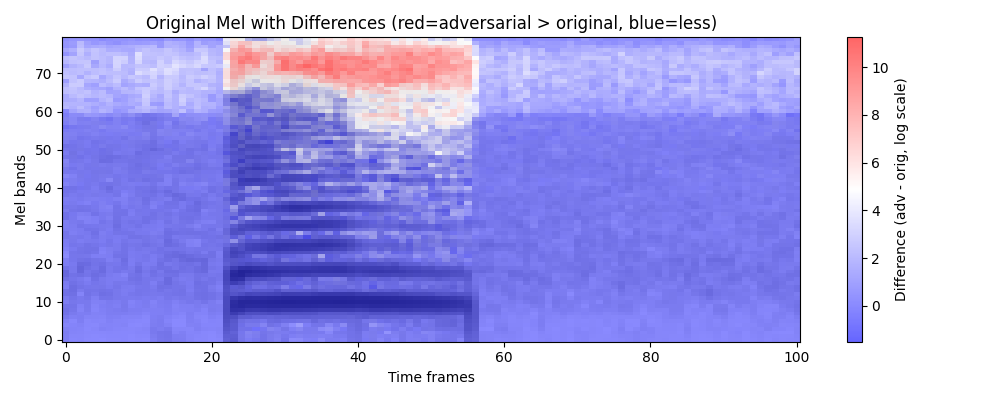 Original Mel with Differences (red=adversarial > original, blue=less)
Mel bands
70
60
50
40
30
20
10
0
0 20 40 60 80 100
Time frames
10
8
6
4
2
0
Difference (adv - orig, log scale)